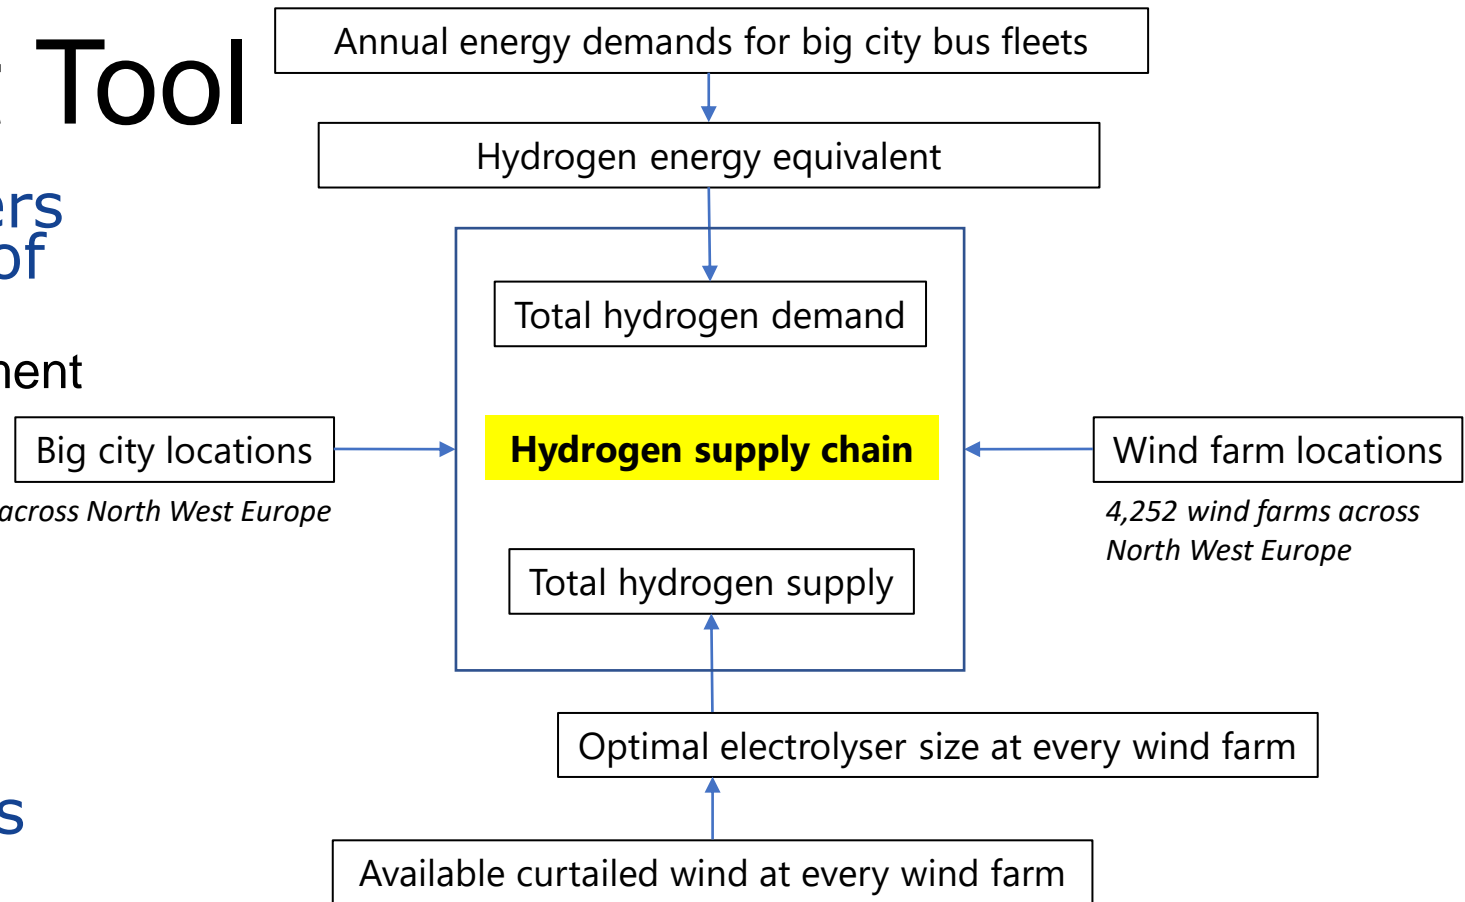 Tool
Annual energy demands for big city bus fleets
Hydrogen energy equivalent
of
Total hydrogen demand
Big city locations
Hydrogen supply chain
Wind farm locations
across North West Europe
4,252 wind farms across
North West Europe
Total hydrogen supply
Optimal electrolyser size at every wind farm
Available curtailed wind at every wind farm